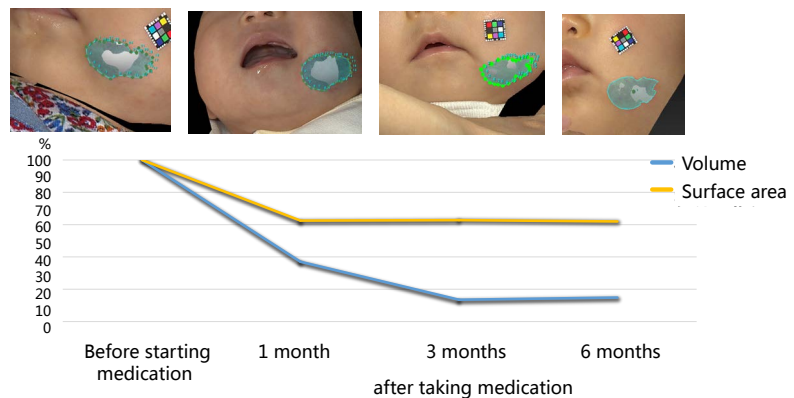 %
100
90
80
70
60
50
40
30
20
10
0
Volume
Surface area
Before starting
medication
1 month
3 months
6 months
after taking medication